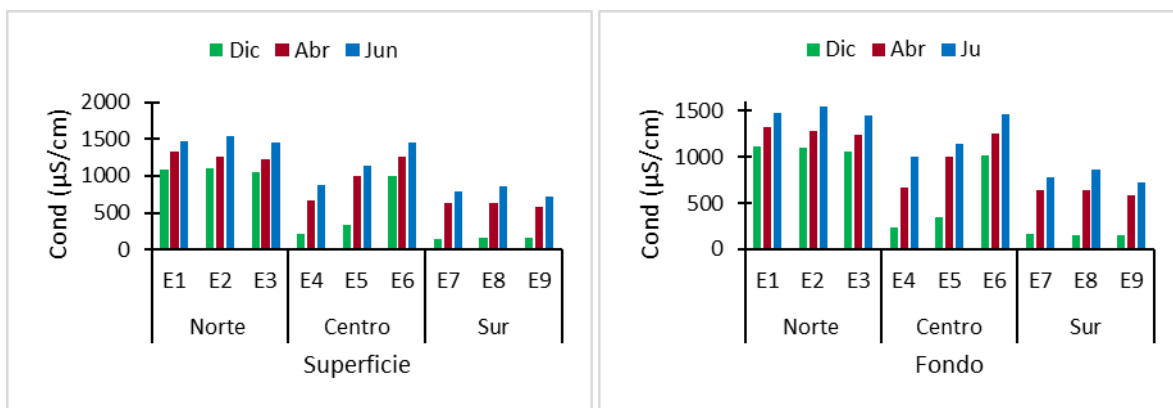 Dic Abr Jun
Cond (µS/cm)
2000
1500
1000
500
0
E1 E2 E3 E4 E5 E6 E7 E8 E9
Norte Centro Sur
Superficie
Dic Abr Ju
Cond (µS/cm)
1500
1000
500
0
E1 E2 E3 E4 E5 E6 E7 E8 E9
Norte Centro Sur
Fondo